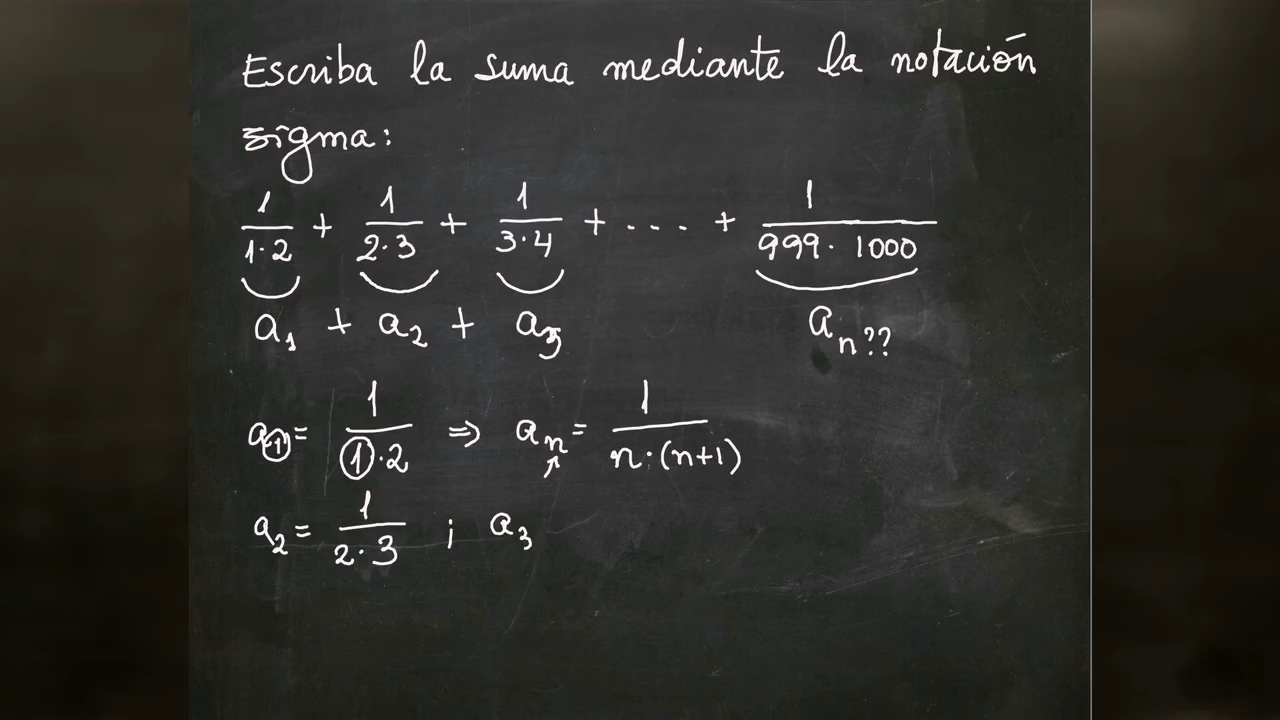 Escriba la suma mediante la notación
sigma:
1/(1·2) + 1/(2·3) + 1/(3·4) + .... + 1/(999·1000)
a₁ + a₂ + a₃ aₙ??
a₁ = 1/(1·2) ⇒ aₙ = 1/(n·(n+1))
a₂ = 1/(2·3) ; a₃